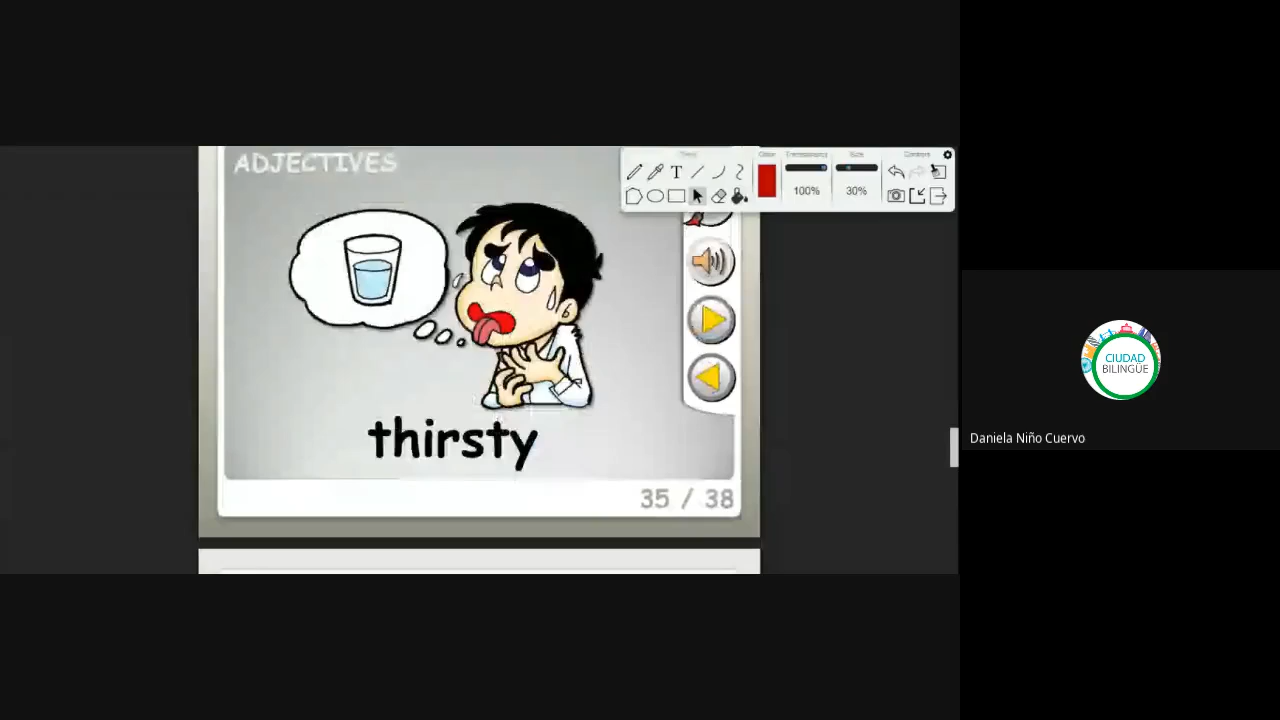 ADJECTIVES
T
100%
30%
thirsty
35 / 38
CIUDAD
BILINGÜE
Daniela Niño Cuervo